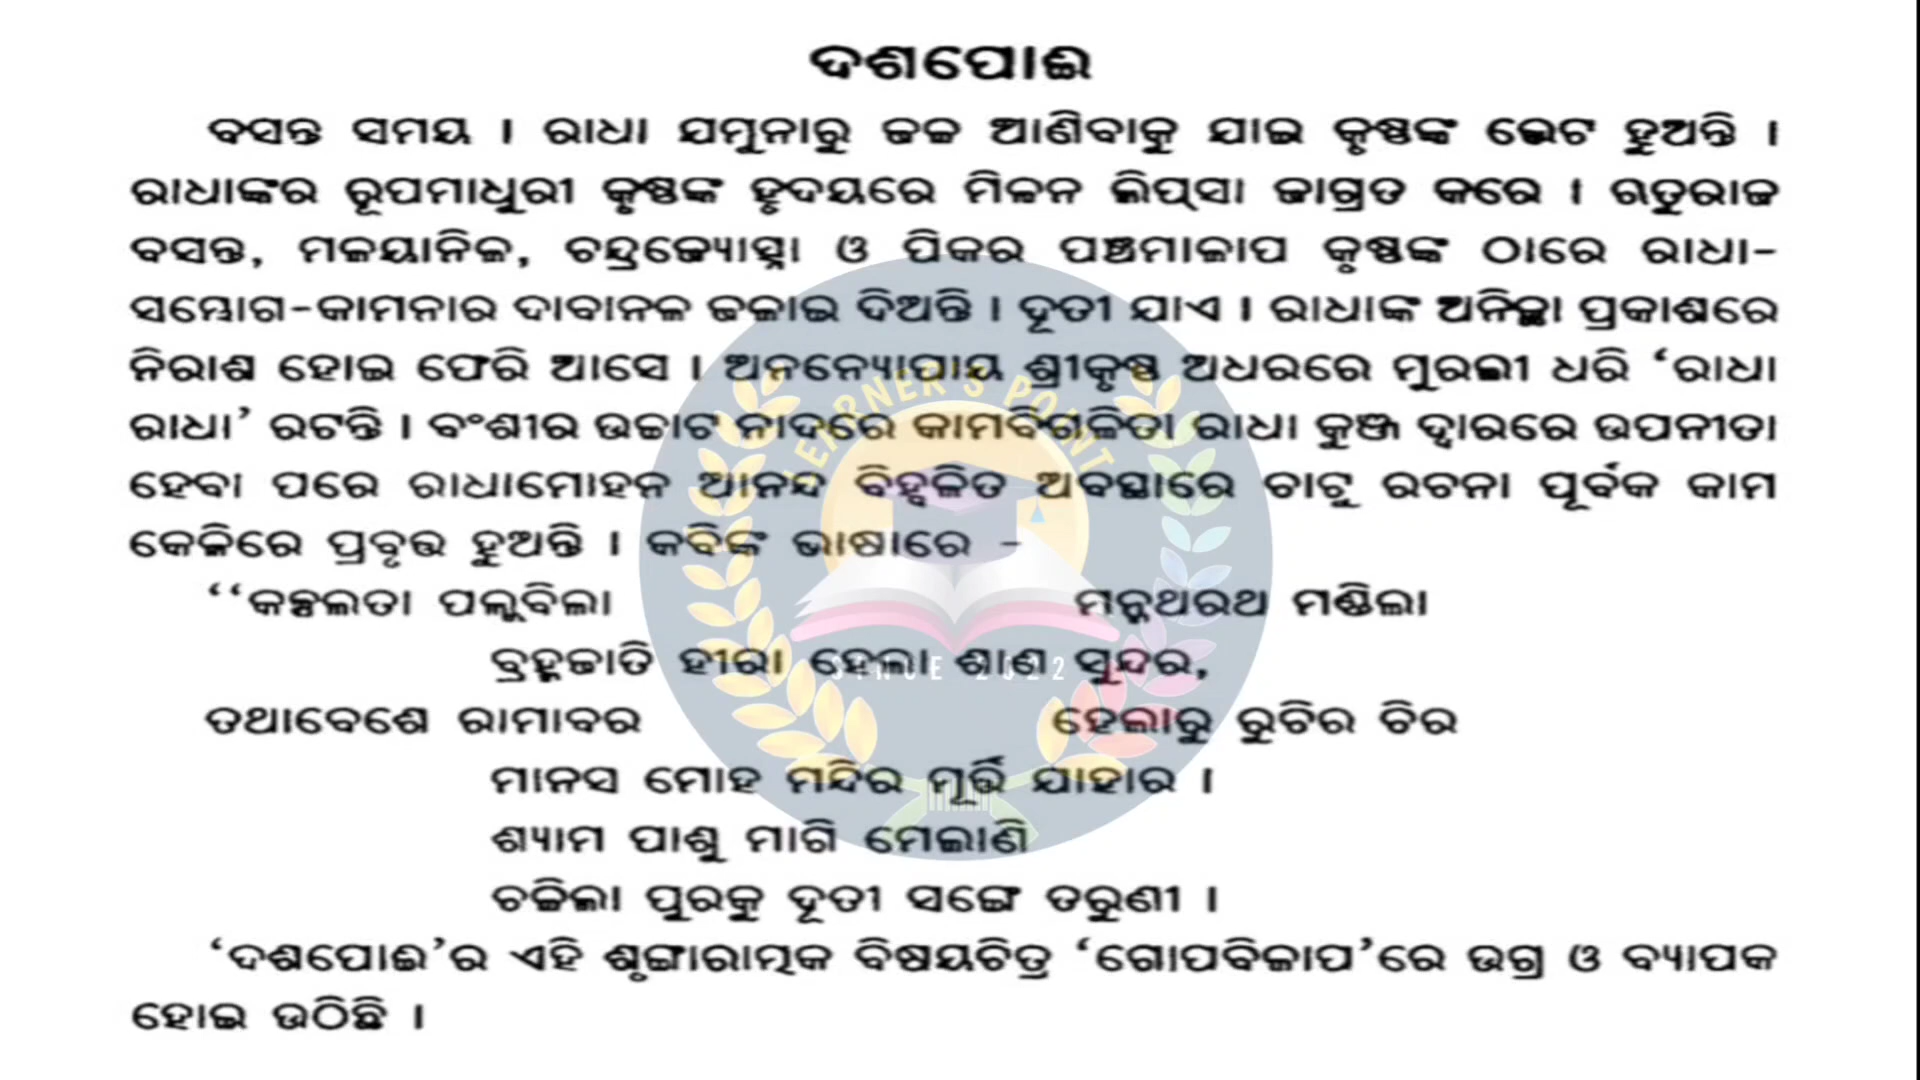 ଦଶପୋଈ
ବସନ୍ତ ସମୟ । ରାଧା ଯମୁନାରୁ ଜଳ ଆଣିବାକୁ ଯାଇ କୃଷ୍ଣଙ୍କ ଭେଟ ହୁଅନ୍ତି ।
ରାଧାଙ୍କର ରୂପମାଧୁରୀ କୃଷ୍ଣଙ୍କ ହୃଦୟରେ ମିଳନ ଲିପ୍‌ସା ଜାଗ୍ରତ କରେ । ଋତୁରାଜ
ବସନ୍ତ, ମଳୟାନିଳ, ଚନ୍ଦ୍ରଜ୍ୟୋତ୍ସ୍ନା ଓ ପିକର ପଞ୍ଚମାଳାପ କୃଷ୍ଣଙ୍କ ଠାରେ ରାଧା-
ସମ୍ଭୋଗ-କାମନାର ଦାବାନଳ ଜଳାଇ ଦିଅନ୍ତି । ଦୂତୀ ଯାଏ । ରାଧାଙ୍କ ଅନିଚ୍ଛା ପ୍ରକାଶରେ
ନିରାଶ ହୋଇ ଫେରି ଆସେ । ଅନନ୍ୟୋପାୟ ଶ୍ରୀକୃଷ୍ଣ ଅଧରରେ ମୁରଲୀ ଧରି ‘ରାଧା
ରାଧା’ ରଟନ୍ତି । ବଂଶୀର ଉଚ୍ଚାଟ ନାଦରେ କାମବିଗଳିତା ରାଧା କୁଞ୍ଜ ଦ୍ୱାରରେ ଉପନୀତା
ହେବା ପରେ ରାଧାମୋହନ ଆନନ୍ଦ ବିହ୍ୱଳିତ ଅବସ୍ଥାରେ ଚାଟୁ ରଚନା ପୂର୍ବକ କାମ
କେଳିରେ ପ୍ରବୃତ୍ତ ହୁଅନ୍ତି । କବିଙ୍କ ଭାଷାରେ -
‘‘କଳ୍ପଲତା ପଲ୍ଲବିଲା ମନ୍ମଥରଥ ମଣ୍ଡିଲା
ବ୍ରହ୍ମଜାତି ହୀରା ହେଲା ଶାଣ ସୁନ୍ଦର,
ତଥାବେଶେ ରାମାବର ହେଲାରୁ ରୁଚିର ଚିର
ମାନସ ମୋହ ମନ୍ଦିର ମୂର୍ତ୍ତି ଯାହାର ।
ଶ୍ୟାମ ପାଶୁ ମାଗି ମେଲାଣି
ଚଳିଲା ପୁରକୁ ଦୂତୀ ସଙ୍ଗେ ତରୁଣୀ ।
‘ଦଶପୋଈ’ର ଏହି ଶୃଙ୍ଗାରାତ୍ମକ ବିଷୟଚିତ୍ର ‘ଗୋପବିଳାପ’ରେ ଉଗ୍ର ଓ ବ୍ୟାପକ
ହୋଇ ଉଠିଛି ।
LEARNER'S POINT
SINCE 2022